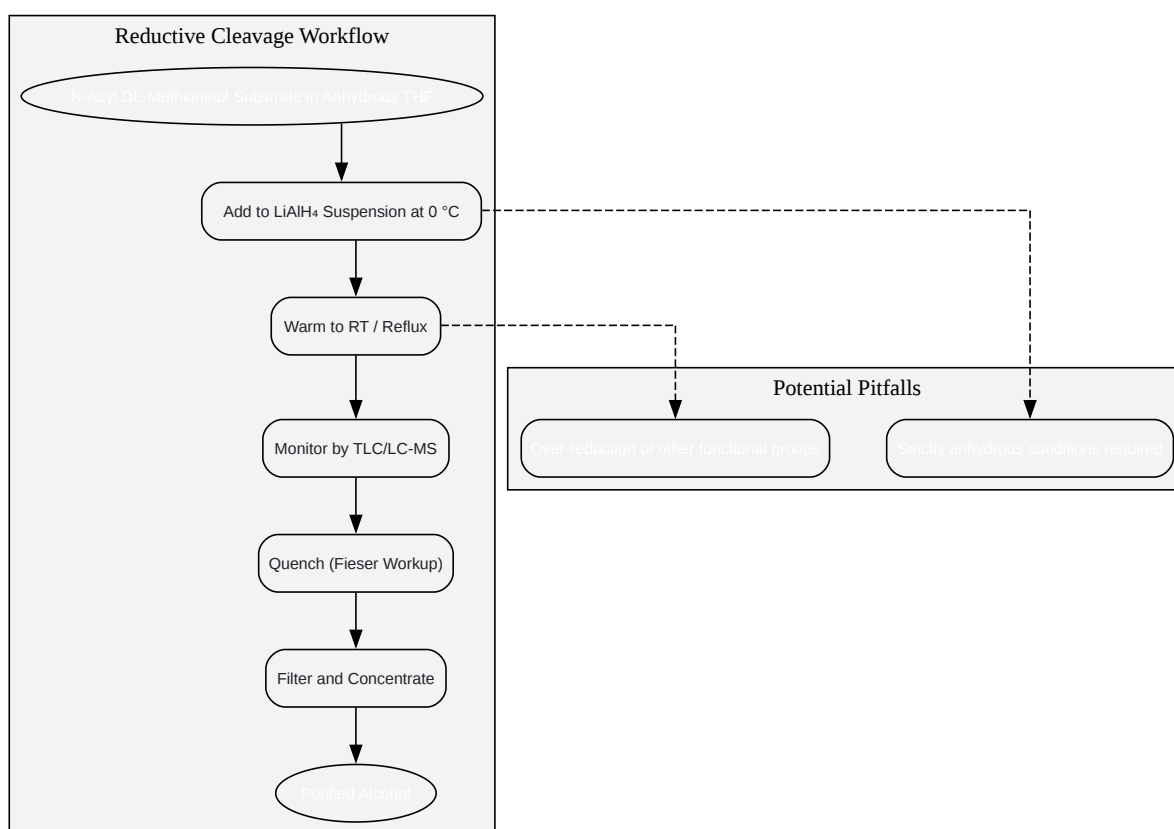 Reductive Cleavage Workflow
N-Acyl DL-Methioninol Substrate in Anhydrous THF
Add to LiAlH₄ Suspension at 0 °C
Warm to RT / Reflux
Potential Pitfalls
Monitor by TLC/LC-MS
Over-reduction of other functional groups
Strictly anhydrous conditions required
Quench (Fieser Workup)
Filter and Concentrate
Purified Alcohol